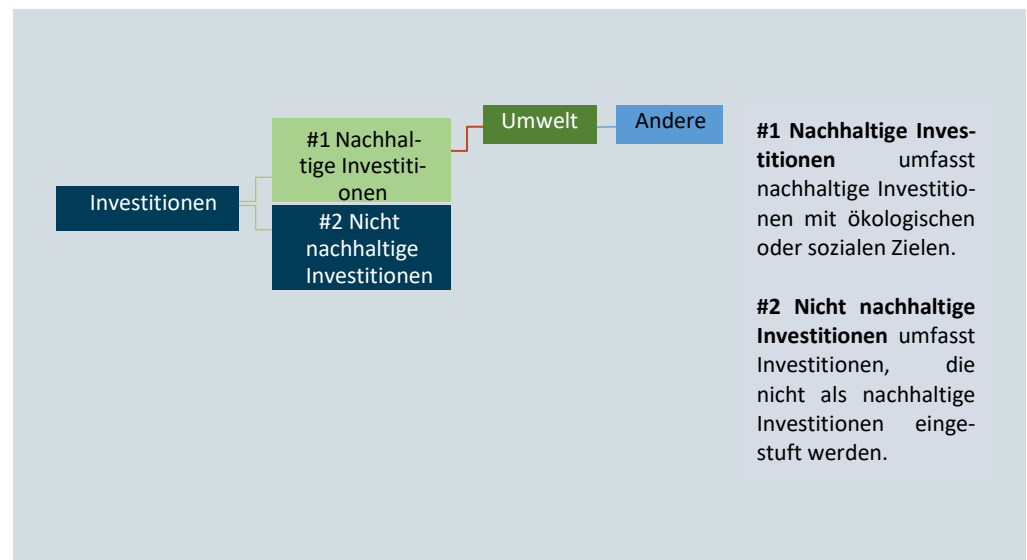 Investitionen
#1 Nachhal-
tige Investiti-
onen
#2 Nicht
nachhaltige
Investitionen
Umwelt
Andere
#1 Nachhaltige Inves-
titionen umfasst
nachhaltige Investitio-
nen mit ökologischen
oder sozialen Zielen.
#2 Nicht nachhaltige
Investitionen umfasst
Investitionen, die
nicht als nachhaltige
Investitionen einge-
stuft werden.